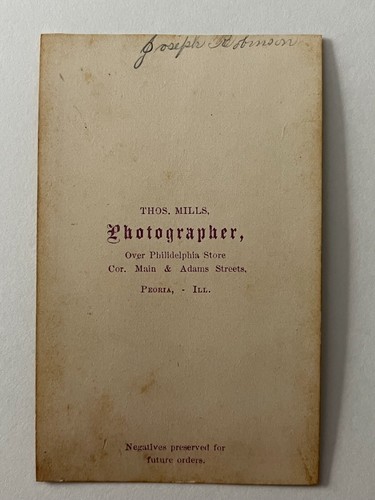 Joseph Robinson
THOS. MILLS,
Photographer,
Over Philldelphia Store
Cor. Main & Adams Streets.
PEORIA, - ILL.
Negatives preserved for
future orders.